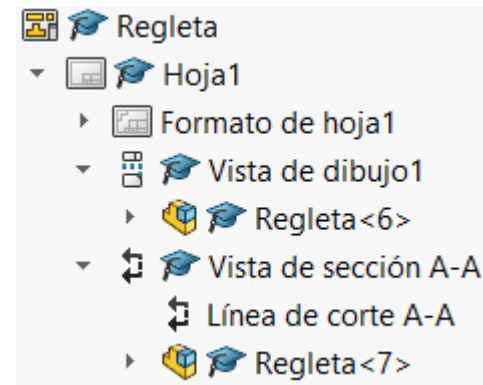 Regleta
Hoja1
Formato de hoja1
Vista de dibujo1
Regleta<6>
Vista de sección A-A
Línea de corte A-A
Regleta<7>